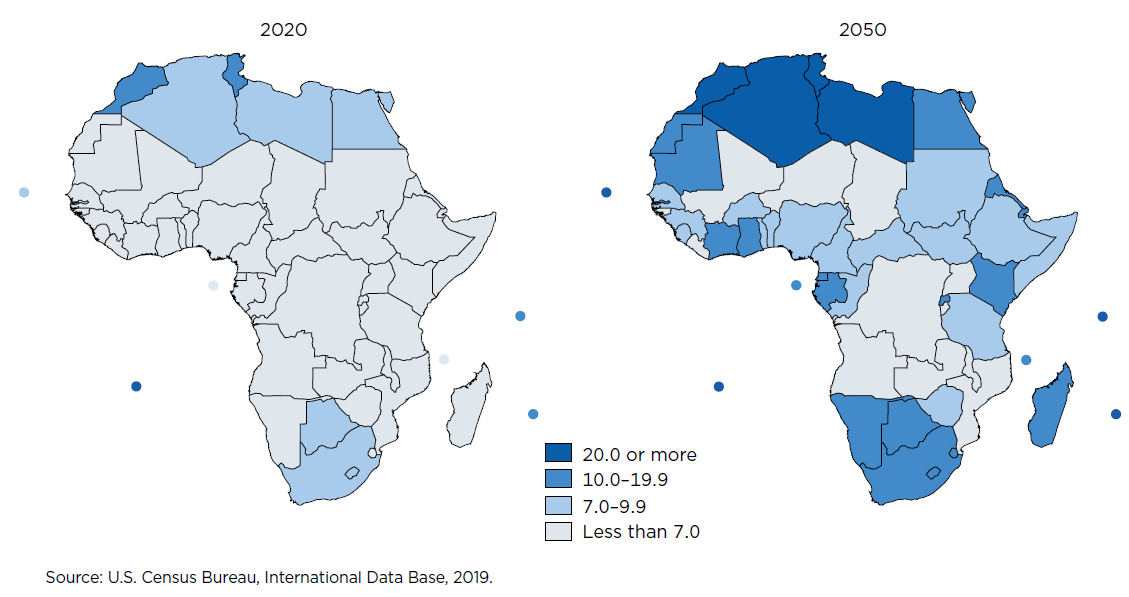 2020
2050
20.0 or more
10.0–19.9
7.0–9.9
Less than 7.0
Source: U.S. Census Bureau, International Data Base, 2019.